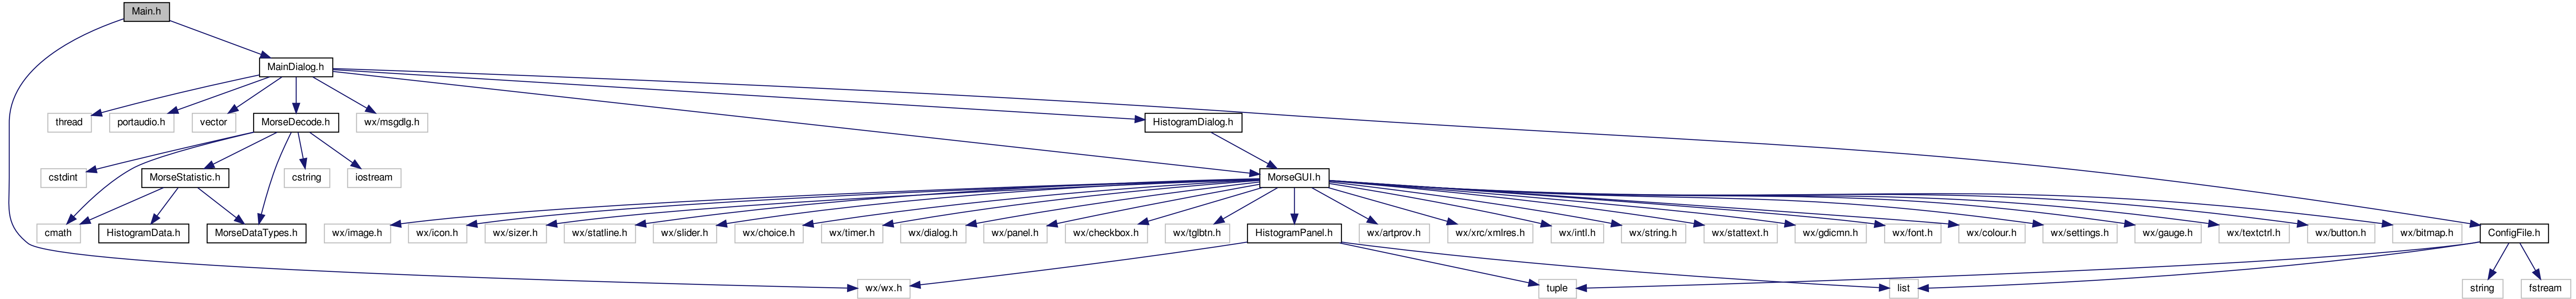 Main.h
MainDialog.h
thread
portaudio.h
vector
MorseDecode.h
wx/msgdlg.h
HistogramDialog.h
cstdint
MorseStatistic.h
cstring
iostream
MorseGUI.h
cmath
HistogramData.h
MorseDataTypes.h
wx/image.h
wx/icon.h
wx/sizer.h
wx/statline.h
wx/slider.h
wx/choice.h
wx/timer.h
wx/dialog.h
wx/panel.h
wx/checkbox.h
wx/tglbtn.h
HistogramPanel.h
wx/artprov.h
wx/xrc/xmlres.h
wx/intl.h
wx/string.h
wx/stattext.h
wx/gdicmn.h
wx/font.h
wx/colour.h
wx/settings.h
wx/gauge.h
wx/textctrl.h
wx/button.h
wx/bitmap.h
ConfigFile.h
wx/wx.h
tuple
list
string
fstream